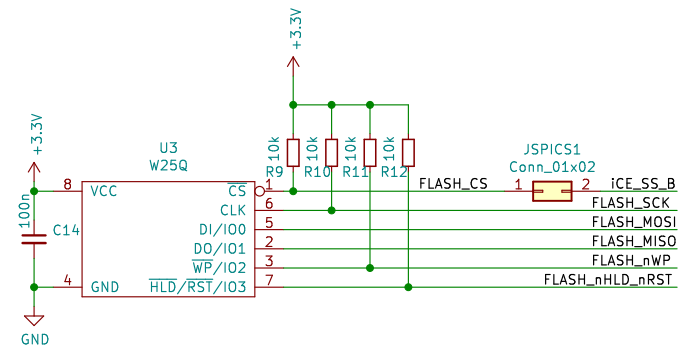 +3.3V
+3.3V
U3
W25Q
10k
10k
10k
10k
R9
R10
R11
R12
JSPICS1
Conn_01x02
FLASH_CS
1
2
iCE_SS_B
8
VCC
CS
1
100n
C14
CLK
6
FLASH_SCK
DI/IO0
5
FLASH_MOSI
DO/IO1
2
FLASH_MISO
WP/IO2
3
FLASH_nWP
4
GND
HLD/RST/IO3
7
FLASH_nHLD_nRST
GND